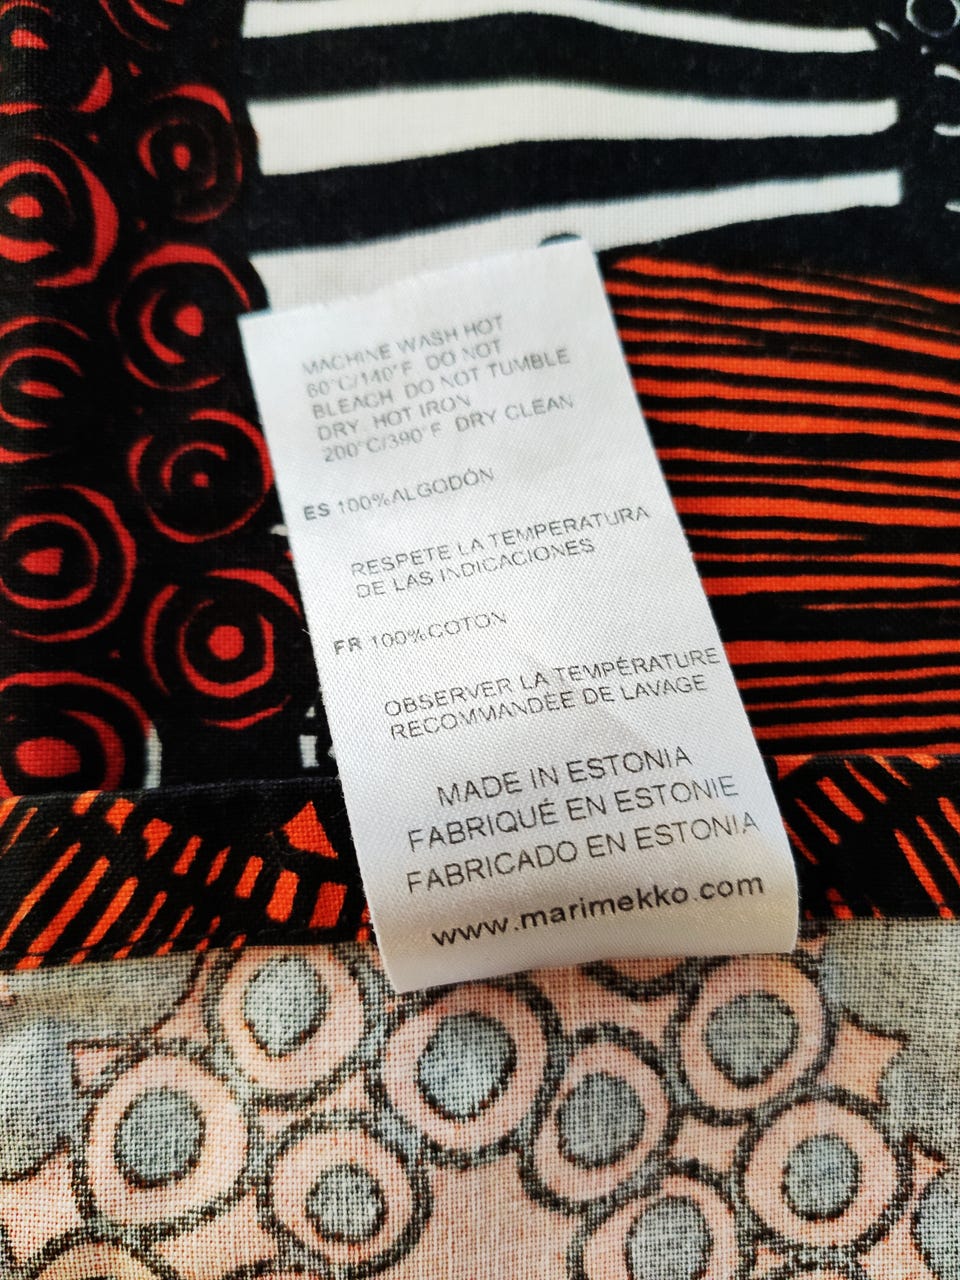 MACHINE WASH HOT
60°C/140°F DO NOT
BLEACH DO NOT TUMBLE
DRY HOT IRON
200°C/390°F DRY CLEAN
ES 100%ALGODÓN
RESPETE LA TEMPERATURA
DE LAS INDICACIONES
FR 100%COTON
OBSERVER LA TEMPÉRATURE
RECOMMANDÉE DE LAVAGE
MADE IN ESTONIA
FABRIQUÉ EN ESTONIE
FABRICADO EN ESTONIA
www.marimekko.com